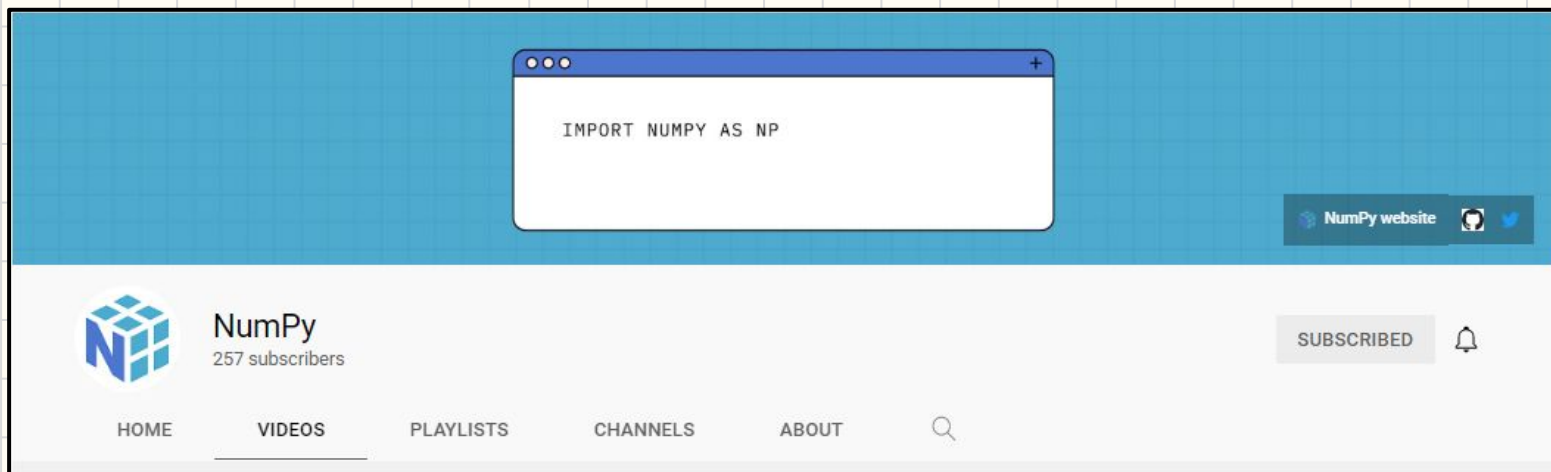 IMPORT NUMPY AS NP
NumPy website
NumPy
257 subscribers
SUBSCRIBED
HOME VIDEOS PLAYLISTS CHANNELS ABOUT